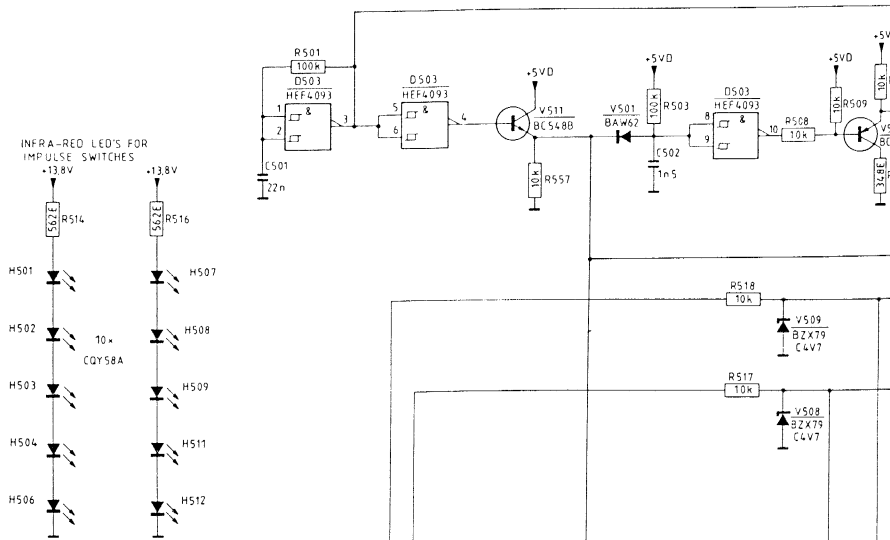 R501
100k
D503
HEF4093
&
1
2
3
C501
22n
D503
HEF4093
&
5
6
4
+5VD
V511
BC548B
10k
R557
V501
BAW62
+5VD
100k
R503
C502
1n5
D503
HEF4093
&
8
9
10
R508
10k
+5VD
10k
R509
+5V
10k
348E
INFRA-RED LED'S FOR
IMPULSE SWITCHES
+13,8V
+13,8V
562E
R514
562E
R516
H501
H507
H502
H508
10x
CQY58A
H503
H509
H504
H511
H506
H512
R518
10k
V509
BZX79
C4V7
R517
10k
V508
BZX79
C4V7